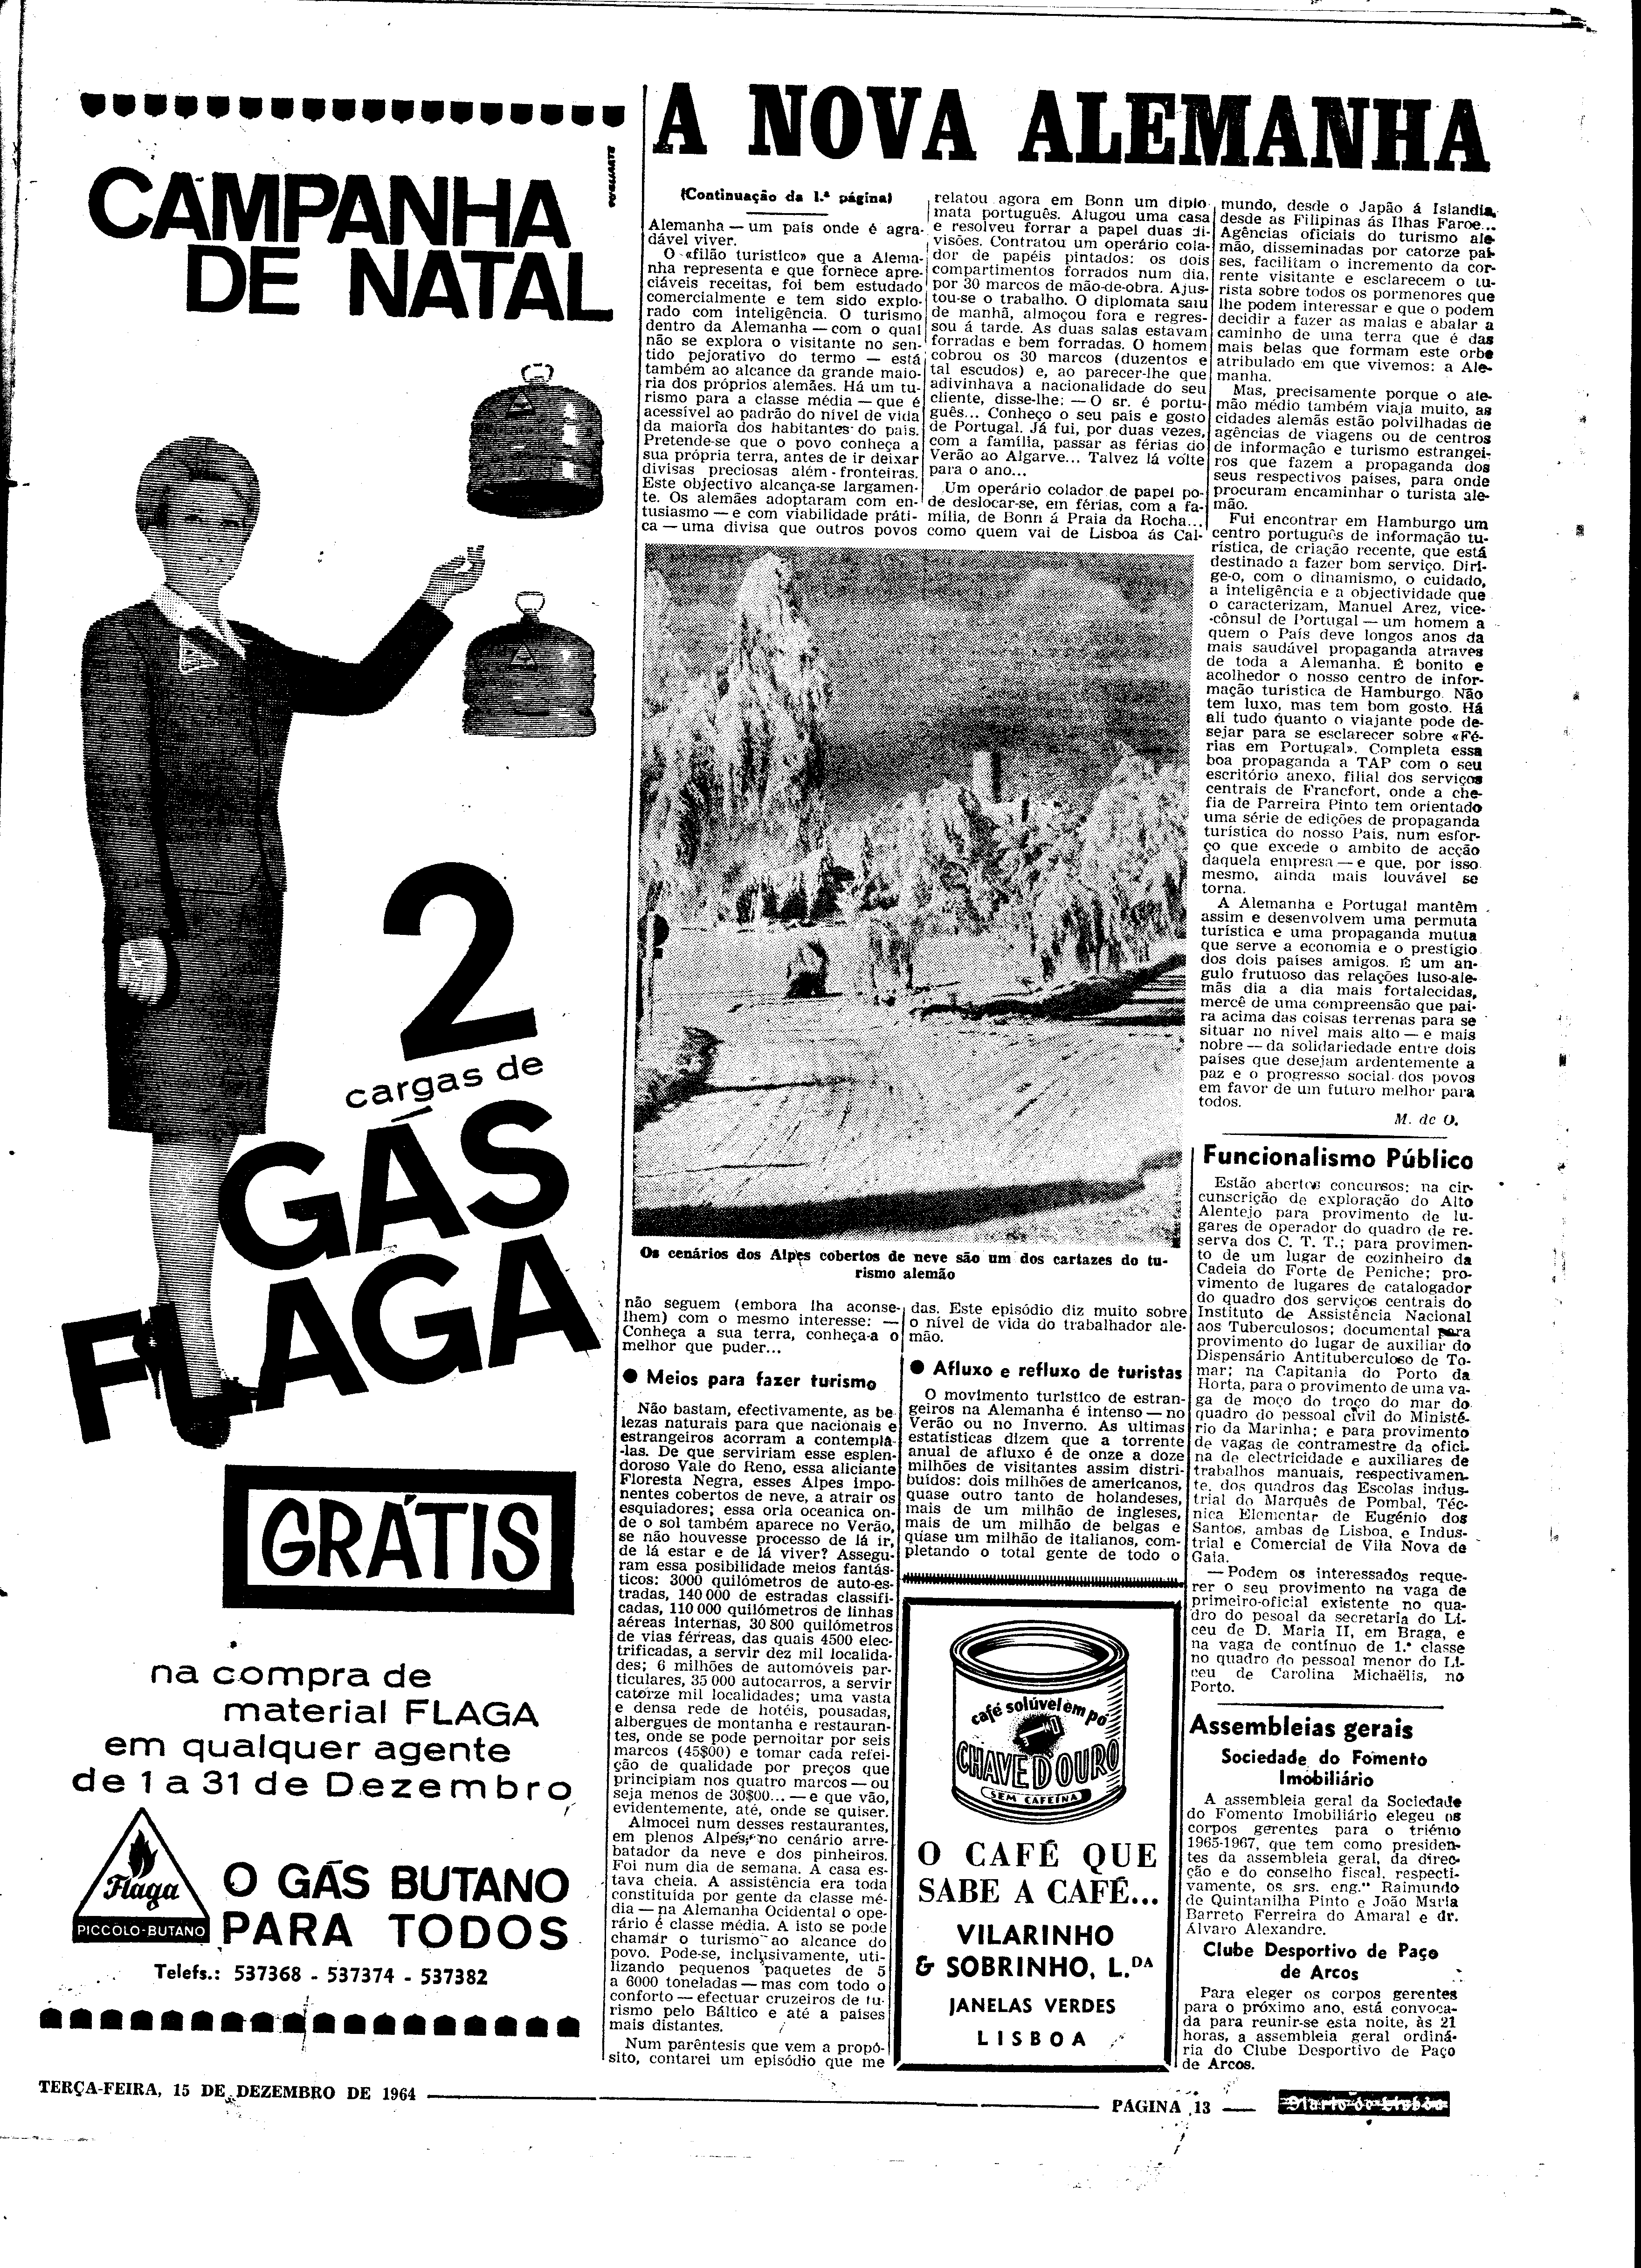 CAMPANHA
DE NATAL
2
cargas de
GÁS
FLAGA
GRÁTIS
na compra de
material FLAGA
em qualquer agente
de 1 a 31 de Dezembro
Flaga
PICCOLO-BUTANO
O GÁS BUTANO
PARA TODOS
Telefs.: 537368 - 537374 - 537382
A NOVA ALEMANHA
(Continuação da 1.ª página)
Alemanha — um país onde é agra-
dável viver.
O «filão turístico» que a Alema-
nha representa e que fornece apre-
ciáveis receitas, foi bem estudado
comercialmente e tem sido explo-
rado com inteligência. O turismo
dentro da Alemanha — com o qual
não se explora o visitante no sen-
tido pejorativo do termo — está
também ao alcance da grande maio-
ria dos próprios alemães. Há um tu-
rismo para a classe média — que é
acessível ao padrão do nível de vida
da maioria dos habitantes do país.
Pretende-se que o povo conheça a
sua própria terra, antes de ir deixar
divisas preciosas além-fronteiras.
Este objectivo alcança-se largamen-
te. Os alemães adoptaram com en-
tusiasmo — e com viabilidade práti-
ca — uma divisa que outros povos
não seguem (embora lha aconse-
lhem) com o mesmo interesse: —
Conheça a sua terra, conheça-a o
melhor que puder...
● Meios para fazer turismo
Não bastam, efectivamente, as be-
lezas naturais para que nacionais e
estrangeiros acorram a contemplá-
-las. De que serviriam esse esplen-
doroso Vale do Reno, essa aliciante
Floresta Negra, esses Alpes impo-
nentes cobertos de neve, a atrair os
esquiadores; essa orla oceanica on-
de o sol também aparece no Verão,
se não houvesse processo de lá ir,
de lá estar e de lá viver? Assegu-
ram essa posibilidade meios fantás-
ticos: 3000 quilómetros de auto-es-
tradas, 140 000 de estradas classifi-
cadas, 110 000 quilómetros de linhas
aéreas internas, 30 800 quilómetros
de vias férreas, das quais 4500 elec-
trificadas, a servir dez mil localida-
des; 6 milhões de automóveis par-
ticulares, 35 000 autocarros, a servir
catorze mil localidades; uma vasta
e densa rede de hotéis, pousadas,
albergues de montanha e restauran-
tes, onde se pode pernoitar por seis
marcos (45$00) e tomar cada refei-
ção de qualidade por preços que
principiam nos quatro marcos — ou
seja menos de 30$00... — e que vão,
evidentemente, até, onde se quiser.
Almocei num desses restaurantes,
em plenos Alpes, no cenário arre-
batador da neve e dos pinheiros.
Foi num dia de semana. A casa es-
tava cheia. A assistência era toda
constituída por gente da classe mé-
dia — na Alemanha Ocidental o ope-
rário é classe média. A isto se pode
chamar o turismo ao alcance do
povo. Pode-se, inclusivamente, uti-
lizando pequenos paquetes de 5
a 6000 toneladas — mas com todo o
conforto — efectuar cruzeiros de tu-
rismo pelo Báltico e até a países
mais distantes.
Num parêntesis que vem a propó-
sito, contarei um episódio que me
relatou agora em Bonn um diplo-
mata português. Alugou uma casa
e resolveu forrar a papel duas di-
visões. Contratou um operário cola-
dor de papéis pintados: os dois
compartimentos forrados num dia,
por 30 marcos de mão-de-obra. Ajus-
tou-se o trabalho. O diplomata saiu
de manhã, almoçou fora e regres-
sou á tarde. As duas salas estavam
forradas e bem forradas. O homem
cobrou os 30 marcos (duzentos e
tal escudos) e, ao parecer-lhe que
adivinhava a nacionalidade do seu
cliente, disse-lhe: — O sr. é portu-
guês... Conheço o seu país e gosto
de Portugal. Já fui, por duas vezes,
com a família, passar as férias do
Verão ao Algarve... Talvez lá volte
para o ano...
Um operário colador de papel po-
de deslocar-se, em férias, com a fa-
mília, de Bonn á Praia da Rocha...
como quem vai de Lisboa ás Cal-
das. Este episódio diz muito sobre
o nível de vida do trabalhador ale-
mão.
● Afluxo e refluxo de turistas
O movimento turístico de estran-
geiros na Alemanha é intenso — no
Verão ou no Inverno. As ultimas
estatísticas dizem que a torrente
anual de afluxo é de onze a doze
milhões de visitantes assim distri-
buídos: dois milhões de americanos,
quase outro tanto de holandeses,
mais de um milhão de ingleses,
mais de um milhão de belgas e
quase um milhão de italianos, com-
pletando o total gente de todo o
mundo, desde o Japão á Islandia,
desde as Filipinas ás Ilhas Faroe...
Agências oficiais do turismo ale-
mão, disseminadas por catorze paí-
ses, facilitam o incremento da cor-
rente visitante e esclarecem o tu-
rista sobre todos os pormenores que
lhe podem interessar e que o podem
decidir a fazer as malas e abalar a
caminho de uma terra que é das
mais belas que formam este orbe
atribulado em que vivemos: a Ale-
manha.
Mas, precisamente porque o ale-
mão médio também viaja muito, as
cidades alemãs estão polvilhadas de
agências de viagens ou de centros
de informação e turismo estrangei-
ros que fazem a propaganda dos
seus respectivos países, para onde
procuram encaminhar o turista ale-
mão.
Fui encontrar em Hamburgo um
centro português de informação tu-
rística, de criação recente, que está
destinado a fazer bom serviço. Diri-
ge-o, com o dinamismo, o cuidado,
a inteligência e a objectividade que
o caracterizam, Manuel Arez, vice-
-cônsul de Portugal — um homem a
quem o País deve longos anos da
mais saudável propaganda atraves
de toda a Alemanha. É bonito e
acolhedor o nosso centro de infor-
mação turística de Hamburgo. Não
tem luxo, mas tem bom gosto. Há
ali tudo quanto o viajante pode de-
sejar para se esclarecer sobre «Fé-
rias em Portugal». Completa essa
boa propaganda a TAP com o seu
escritório anexo, filial dos serviços
centrais de Francfort, onde a che-
fia de Parreira Pinto tem orientado
uma série de edições de propaganda
turística do nosso País, num esfor-
ço que excede o ambito de acção
daquela empresa — e que, por isso
mesmo, ainda mais louvável se
torna.
A Alemanha e Portugal mantêm
assim e desenvolvem uma permuta
turística e uma propaganda mutua
que serve a economia e o prestígio
dos dois países amigos. É um an-
gulo frutuoso das relações luso-ale-
mãs dia a dia mais fortalecidas,
mercê de uma compreensão que pai-
ra acima das coisas terrenas para se
situar no nível mais alto — e mais
nobre — da solidariedade entre dois
países que desejam ardentemente a
paz e o progresso social dos povos
em favor de um futuro melhor para
todos.
M. de O.
Os cenários dos Alpes cobertos de neve são um dos cartazes do tu-
rismo alemão
café solúvel em pó
CHAVE D'OURO
SEM CAFEÍNA
O CAFÉ QUE
SABE A CAFÉ...
VILARINHO
& SOBRINHO, L.DA
JANELAS VERDES
LISBOA
Funcionalismo Público
Estão abertos concursos: na cir-
cunscrição de exploração do Alto
Alentejo para provimento de lu-
gares de operador do quadro de re-
serva dos C. T. T.; para provimen-
to de um lugar de cozinheiro da
Cadeia do Forte de Peniche; pro-
vimento de lugares de catalogador
do quadro dos serviços centrais do
Instituto de Assistência Nacional
aos Tuberculosos; documental para
provimento do lugar de auxiliar do
Dispensário Antituberculoso de To-
mar; na Capitania do Porto da
Horta, para o provimento de uma va-
ga de moço do troço do mar do
quadro do pessoal civil do Ministé-
rio da Marinha; e para provimento
de vagas de contramestre da ofici-
na de electricidade e auxiliares de
trabalhos manuais, respectivamen-
te, dos quadros das Escolas indus-
trial do Marquês de Pombal, Téc-
nica Elementar de Eugénio dos
Santos, ambas de Lisboa, e Indus-
trial e Comercial de Vila Nova de
Gaia.
— Podem os interessados reque-
rer o seu provimento na vaga de
primeiro-oficial existente no qua-
dro do pesoal da secretaria do Li-
ceu de D. Maria II, em Braga, e
na vaga de contínuo de 1.ª classe
no quadro do pessoal menor do Li-
ceu de Carolina Michaëlis, no
Porto.
Assembleias gerais
Sociedade do Fomento
Imobiliário
A assembleia geral da Sociedade
do Fomento Imobiliário elegeu os
corpos gerentes para o triénio
1965-1967, que tem como presiden-
tes da assembleia geral, da direc-
ção e do conselho fiscal, respecti-
vamente, os srs. eng.os Raimundo
de Quintanilha Pinto e João Maria
Barreto Ferreira do Amaral e dr.
Álvaro Alexandre.
Clube Desportivo de Paço
de Arcos
Para eleger os corpos gerentes
para o próximo ano, está convoca-
da para reunir-se esta noite, às 21
horas, a assembleia geral ordiná-
ria do Clube Desportivo de Paço
de Arcos.
TERÇA-FEIRA, 15 DE DEZEMBRO DE 1964
PÁGINA 13
Diario de Lisboa